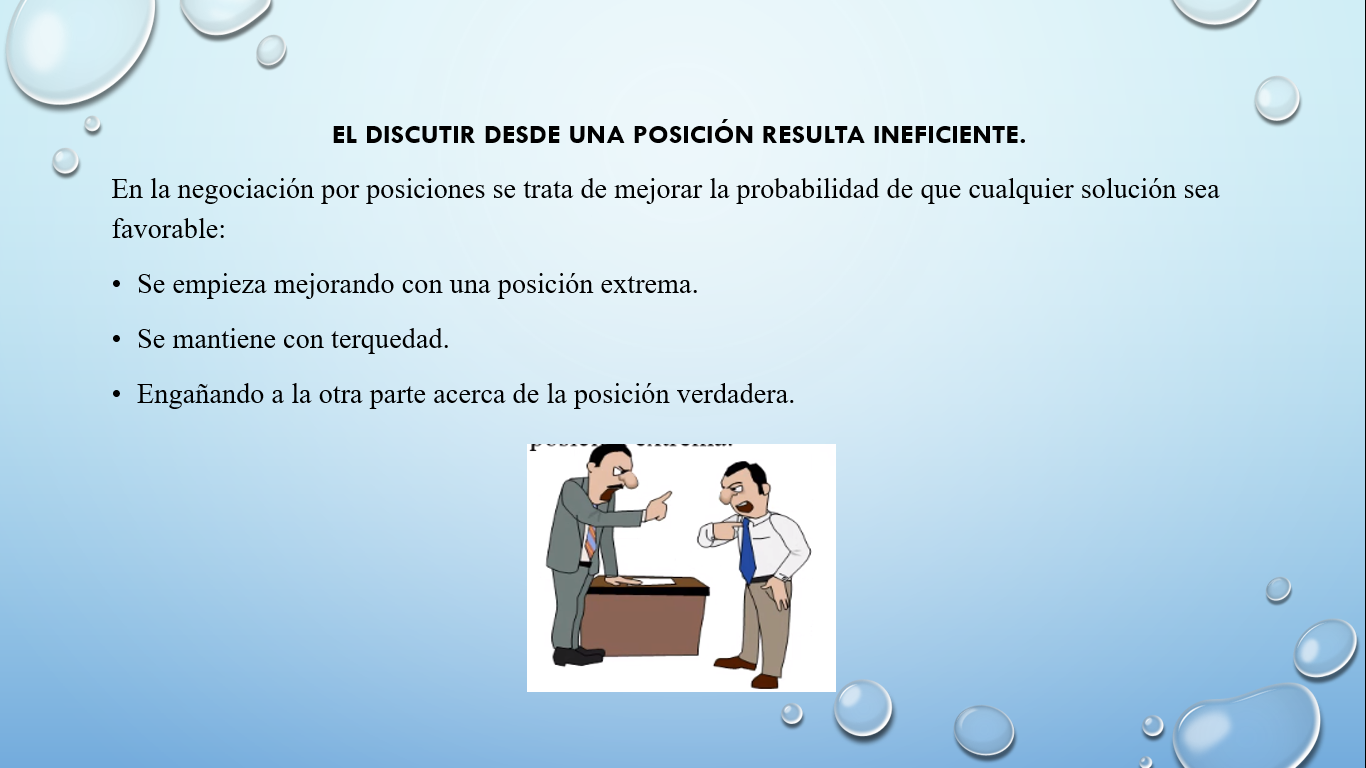 EL DISCUTIR DESDE UNA POSICIÓN RESULTA INEFICIENTE.
En la negociación por posiciones se trata de mejorar la probabilidad de que cualquier solución sea
favorable:
• Se empieza mejorando con una posición extrema.
• Se mantiene con terquedad.
• Engañando a la otra parte acerca de la posición verdadera.